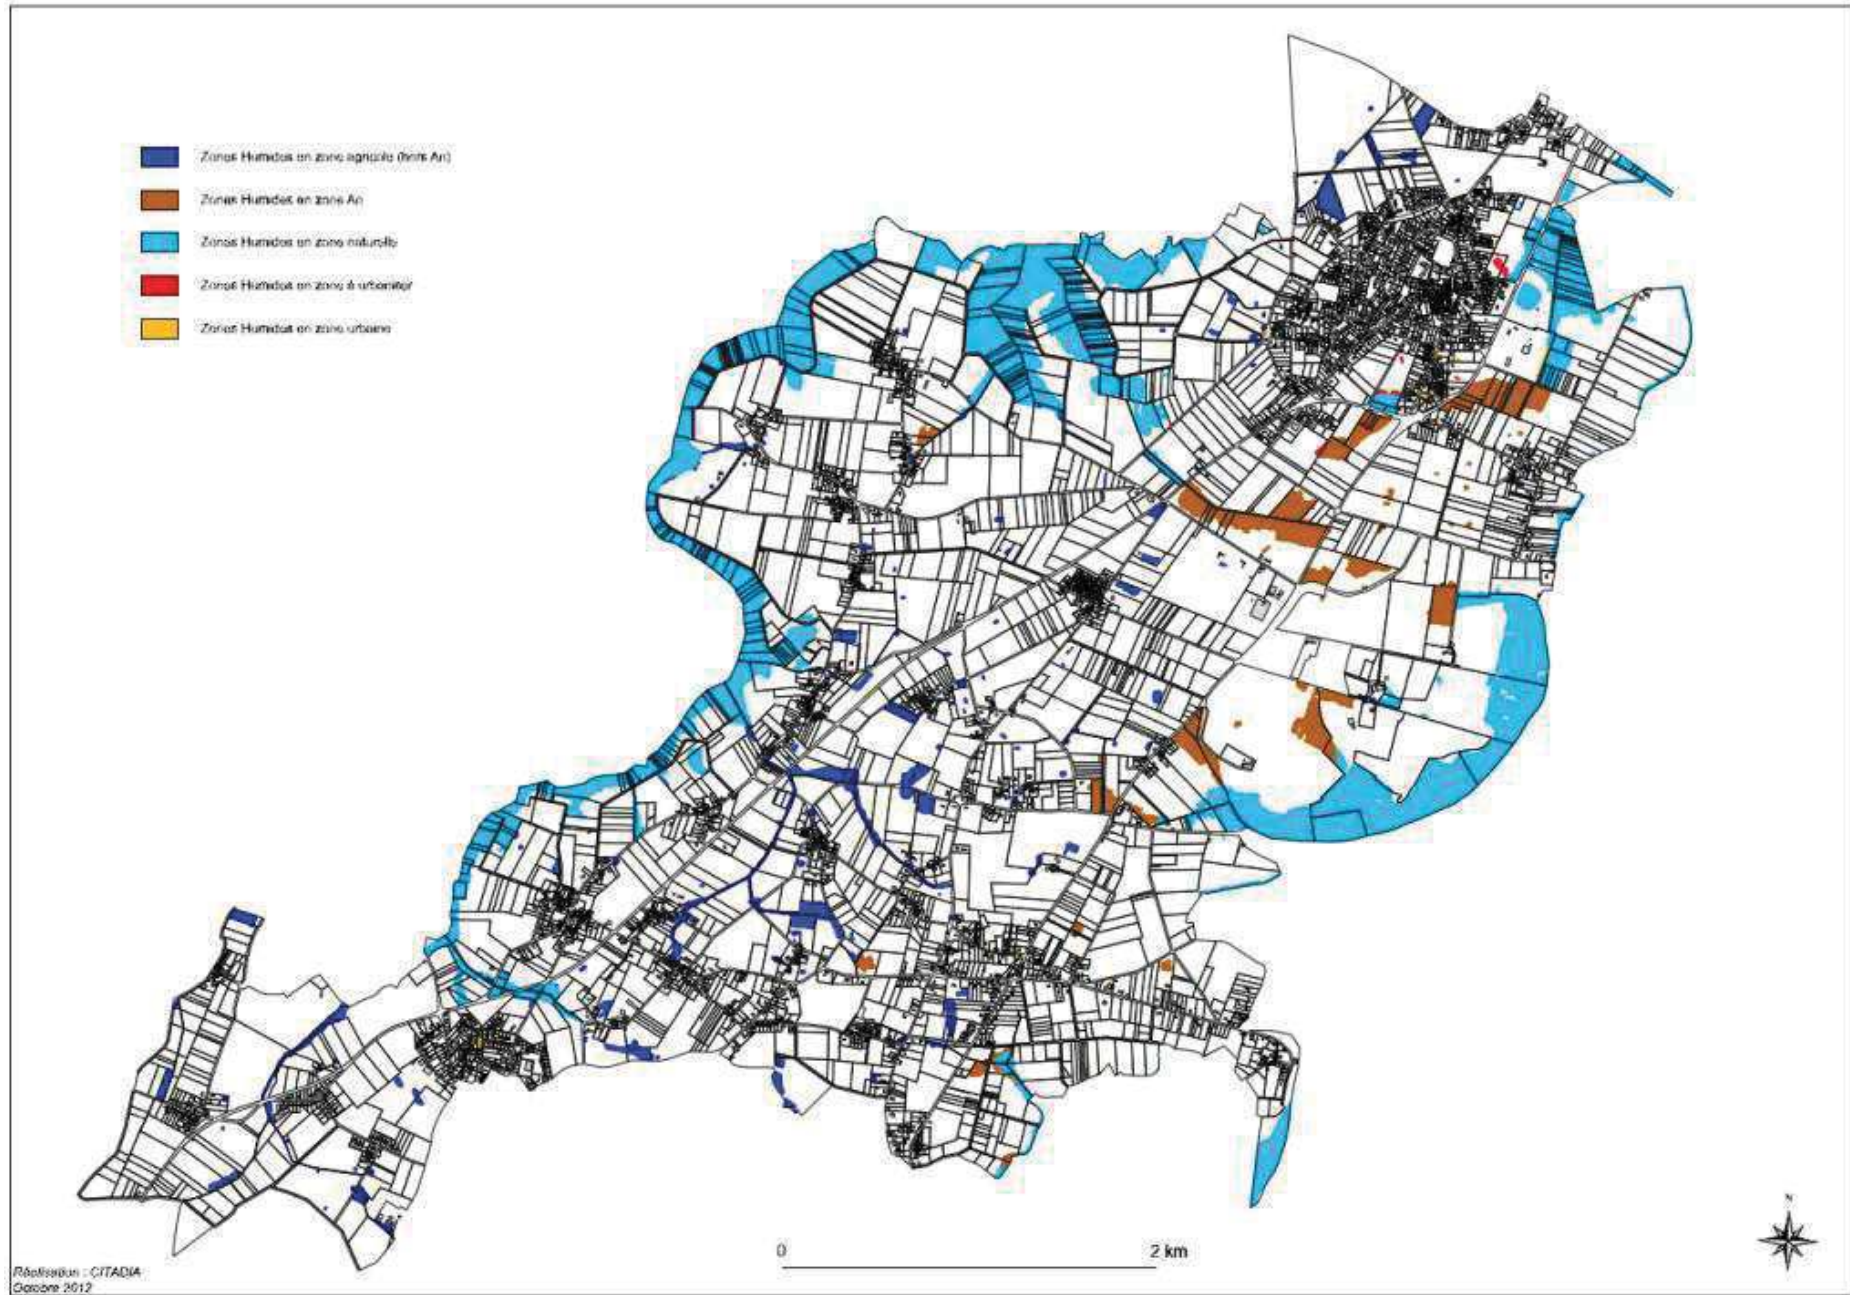 Zones Humides en zone agricole (hors An)
Zones Humides en zone An
Zones Humides en zone naturelle
Zones Humides en zone à urbaniser
Zones Humides en zone urbaine
N
0 2 km
Réalisation : CITADIA
Octobre 2012